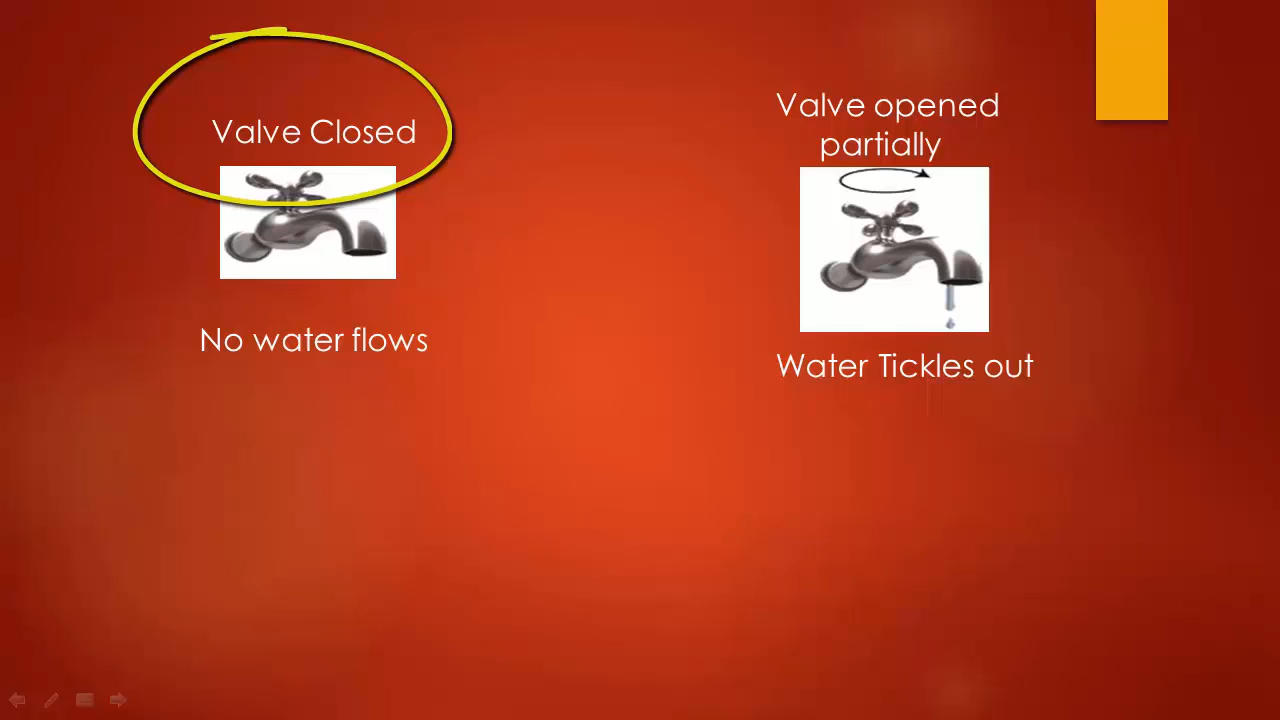 Valve Closed
No water flows
Valve opened
partially
Water Tickles out